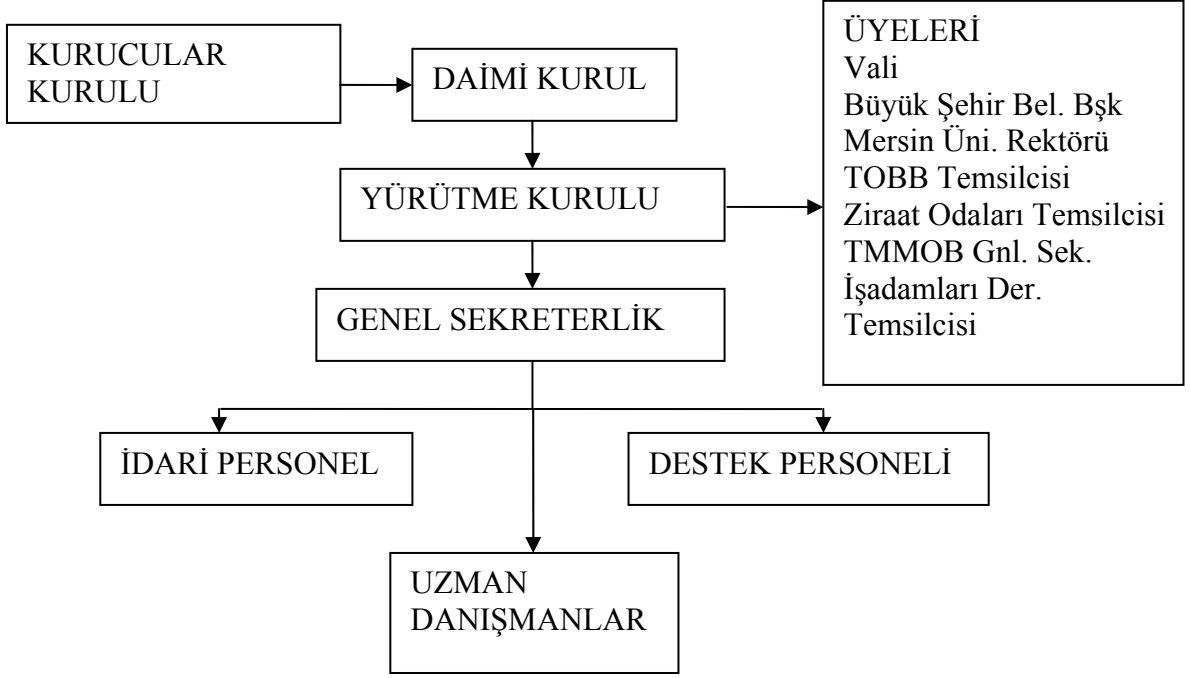 KURUCULAR
KURULU
DAİMİ KURUL
YÜRÜTME KURULU
ÜYELERİ
Vali
Büyük Şehir Bel. Bşk
Mersin Üni. Rektörü
TOBB Temsilcisi
Ziraat Odaları Temsilcisi
TMMOB Gnl. Sek.
İşadamları Der.
Temsilcisi
GENEL SEKRETERLİK
İDARİ PERSONEL
DESTEK PERSONELİ
UZMAN
DANIŞMANLAR